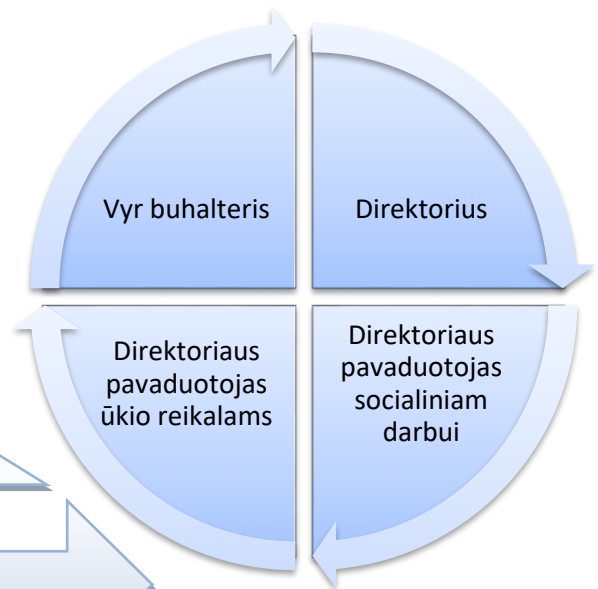 Vyr buhalteris
Direktorius
Direktoriaus
pavaduotojas
ūkio reikalams
Direktoriaus
pavaduotojas
socialiniam
darbui